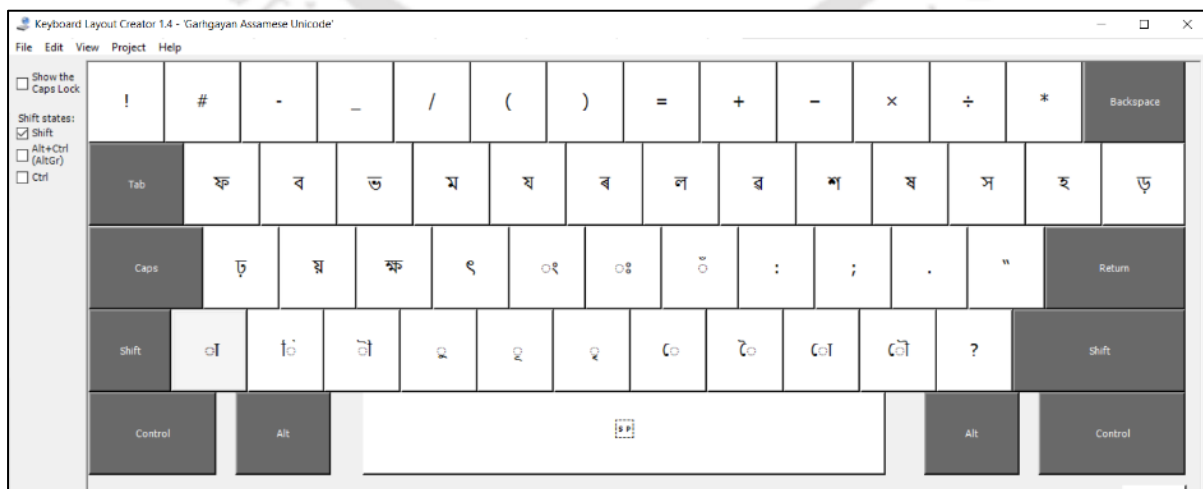 Keyboard Layout Creator 1.4 - 'Garhgayan Assamese Unicode'
File Edit View Project Help
Show the Caps Lock
Shift states:
Shift
Alt+Ctrl (AltGr)
Ctrl
! # - _ / ( ) = + − × ÷ * Backspace
Tab ফ ব ভ ম য ৰ ল ৱ শ ষ স হ ড়
Caps ঢ় য় ক্ষ ৎ ং ঃ ঁ : ; . " Return
Shift া ি ী ু ূ ৃ ে ৈ ো ৌ ? Shift
Control Alt SP Alt Control